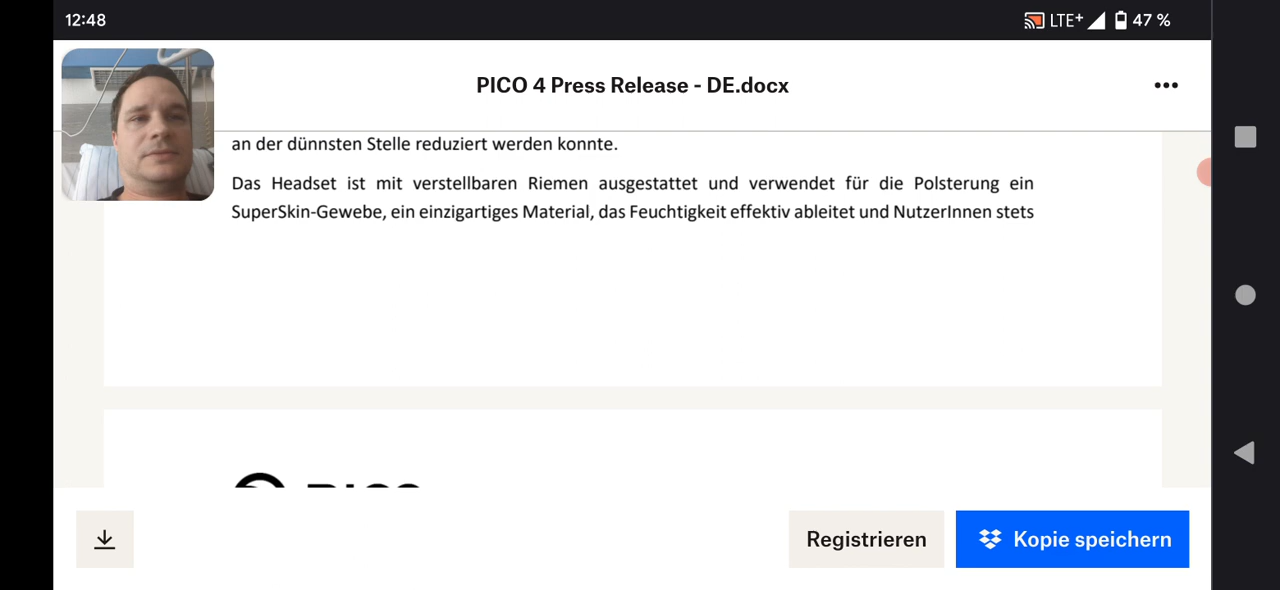 12:48
LTE+ 47 %
PICO 4 Press Release - DE.docx
an der dünnsten Stelle reduziert werden konnte.
Das Headset ist mit verstellbaren Riemen ausgestattet und verwendet für die Polsterung ein
SuperSkin-Gewebe, ein einzigartiges Material, das Feuchtigkeit effektiv ableitet und NutzerInnen stets
PICO
Registrieren
Kopie speichern